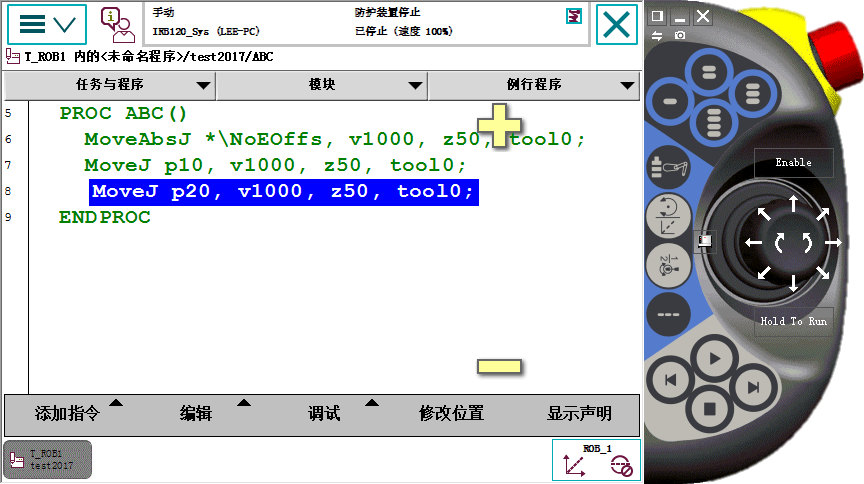 手动
防护装置停止
IRB120_Sys (LEE-PC)
已停止 (速度 100%)
T_ROB1 内的<未命名程序>/test2017/ABC
任务与程序
模块
例行程序
5 PROC ABC()
6 MoveAbsJ *\NoEOffs, v1000, z50, tool0;
7 MoveJ p10, v1000, z50, tool0;
8 MoveJ p20, v1000, z50, tool0;
9 ENDPROC
添加指令
编辑
调试
修改位置
显示声明
T_ROB1
test2017
ROB_1
Enable
Hold To Run